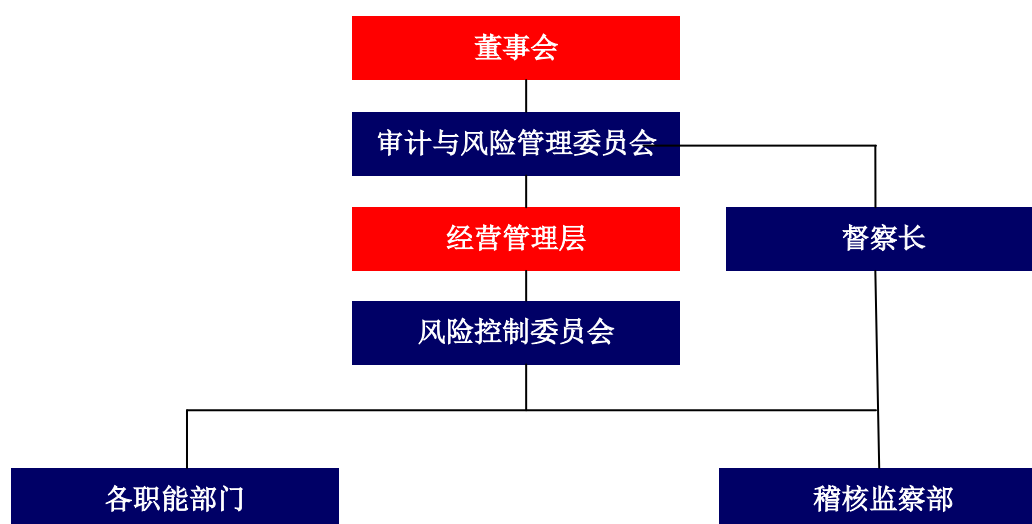 董事会
审计与风险管理委员会
经营管理层
督察长
风险控制委员会
各职能部门
稽核监察部